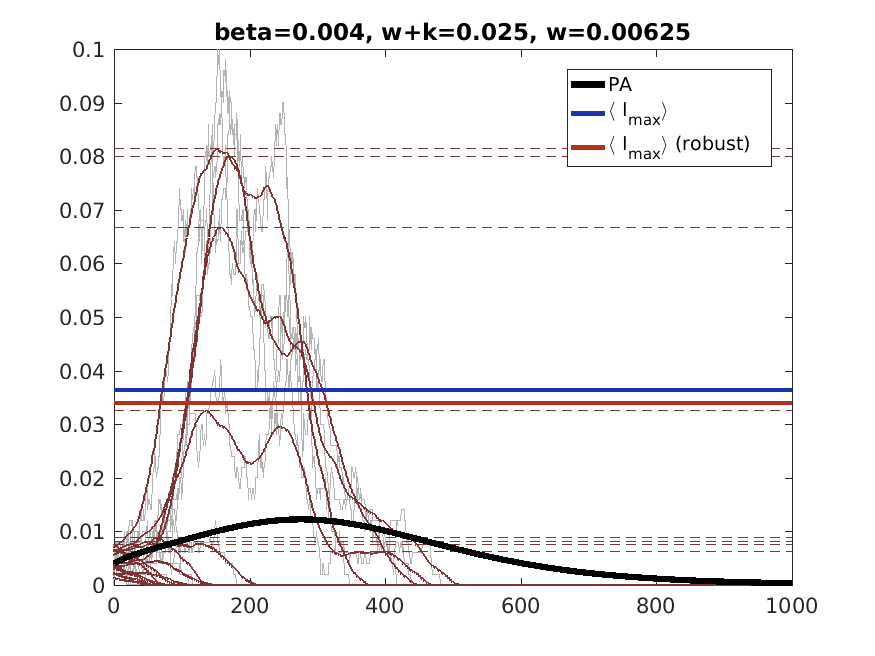 beta=0.004, w+k=0.025, w=0.00625
0.1
0.09
0.08
0.07
0.06
0.05
0.04
0.03
0.02
0.01
0
PA
⟨ I_max ⟩
⟨ I_max ⟩ (robust)
0 200 400 600 800 1000